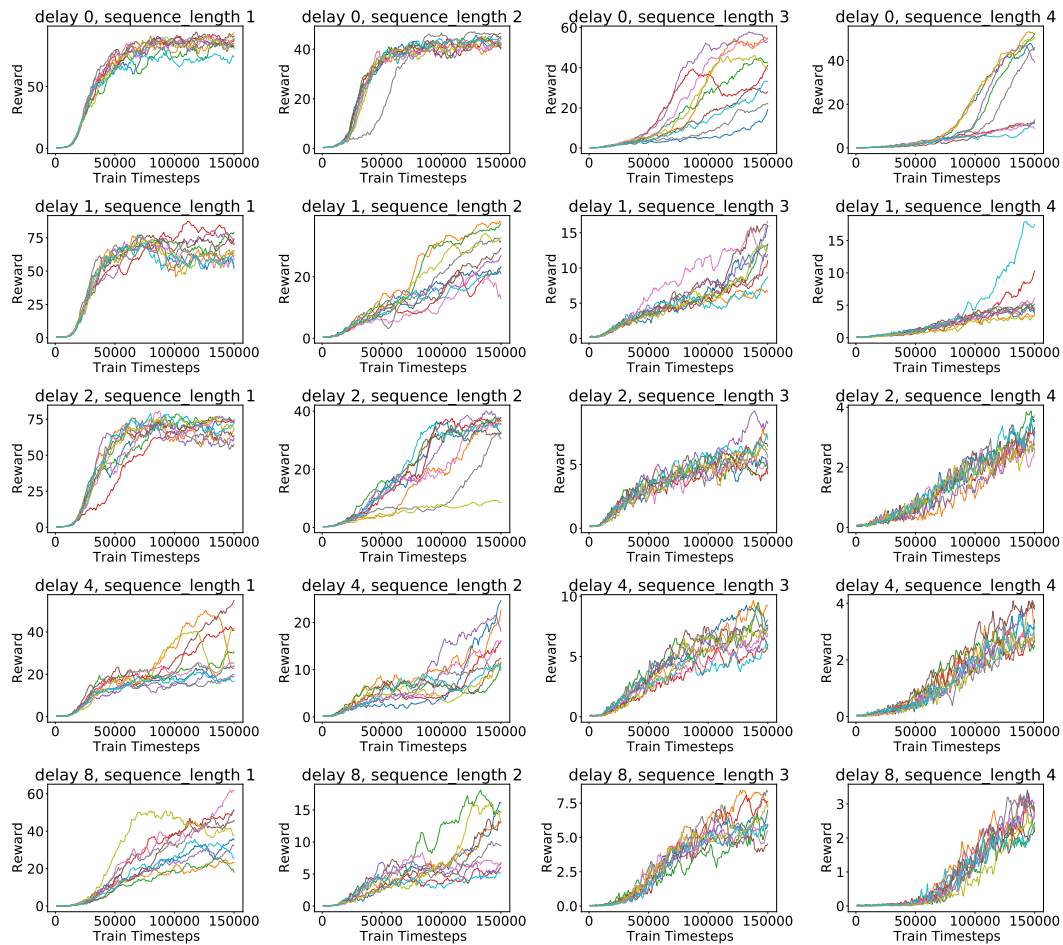 delay 0, sequence_length 1 delay 0, sequence_length 2 delay 0, sequence_length 3 delay 0, sequence_length 4
Reward 50 0
Reward 40 20 0
Reward 60 40 20 0
Reward 40 20 0
0 50000 100000 150000 0 50000 100000 150000 0 50000 100000 150000 0 50000 100000 150000
Train Timesteps Train Timesteps Train Timesteps Train Timesteps
delay 1, sequence_length 1 delay 1, sequence_length 2 delay 1, sequence_length 3 delay 1, sequence_length 4
Reward 75 50 25 0
Reward 20 0
Reward 15 10 5 0
Reward 15 10 5 0
0 50000 100000 150000 0 50000 100000 150000 0 50000 100000 150000 0 50000 100000 150000
Train Timesteps Train Timesteps Train Timesteps Train Timesteps
delay 2, sequence_length 1 delay 2, sequence_length 2 delay 2, sequence_length 3 delay 2, sequence_length 4
Reward 75 50 25 0
Reward 40 20 0
Reward 5 0
Reward 4 2 0
0 50000 100000 150000 0 50000 100000 150000 0 50000 100000 150000 0 50000 100000 150000
Train Timesteps Train Timesteps Train Timesteps Train Timesteps
delay 4, sequence_length 1 delay 4, sequence_length 2 delay 4, sequence_length 3 delay 4, sequence_length 4
Reward 40 20 0
Reward 20 10 0
Reward 10 5 0
Reward 4 2 0
0 50000 100000 150000 0 50000 100000 150000 0 50000 100000 150000 0 50000 100000 150000
Train Timesteps Train Timesteps Train Timesteps Train Timesteps
delay 8, sequence_length 1 delay 8, sequence_length 2 delay 8, sequence_length 3 delay 8, sequence_length 4
Reward 60 40 20 0
Reward 15 10 5 0
Reward 7.5 5.0 2.5 0.0
Reward 3 2 1 0
0 50000 100000 150000 0 50000 100000 150000 0 50000 100000 150000 0 50000 100000 150000
Train Timesteps Train Timesteps Train Timesteps Train Timesteps